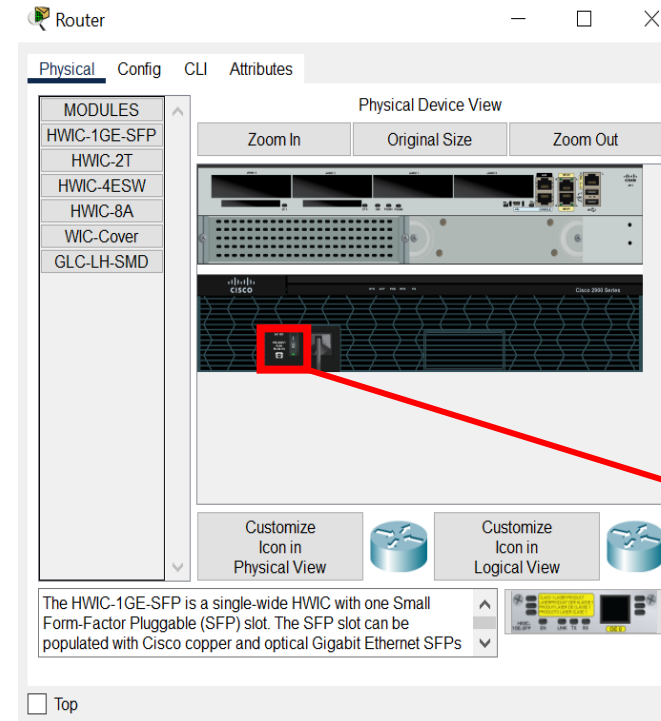 Router
Physical Config CLI Attributes
MODULES
HWIC-1GE-SFP
HWIC-2T
HWIC-4ESW
HWIC-8A
WIC-Cover
GLC-LH-SMD
Physical Device View
Zoom In Original Size Zoom Out
CISCO
Cisco 2900 Series
Customize
Icon in
Physical View
Customize
Icon in
Logical View
The HWIC-1GE-SFP is a single-wide HWIC with one Small
Form-Factor Pluggable (SFP) slot. The SFP slot can be
populated with Cisco copper and optical Gigabit Ethernet SFPs
Top